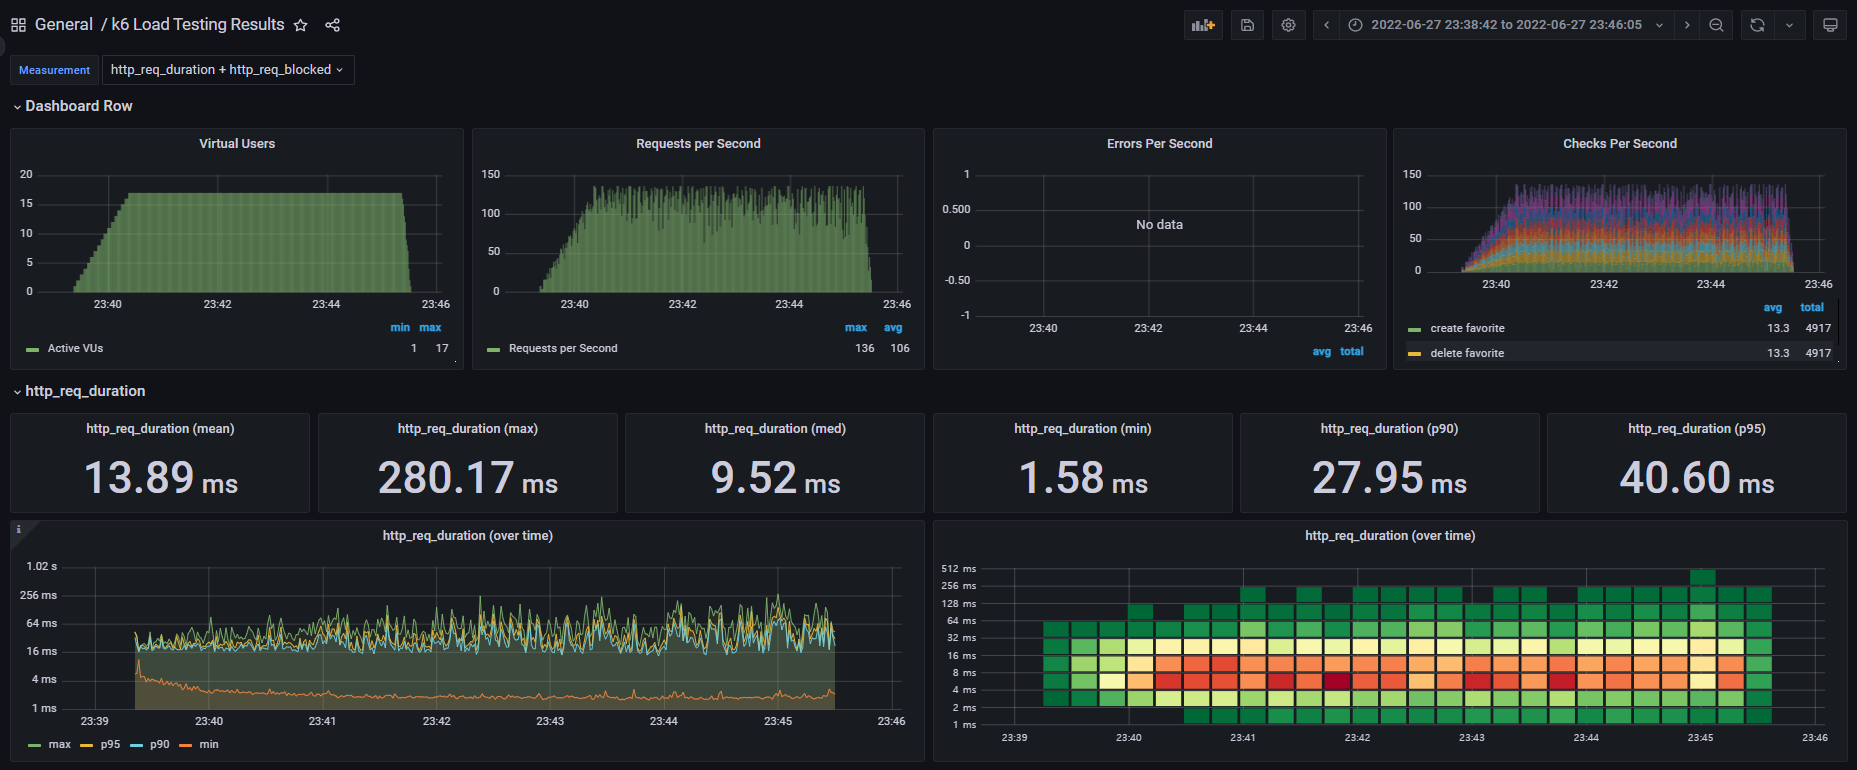 General / k6 Load Testing Results
2022-06-27 23:38:42 to 2022-06-27 23:46:05
Measurement
http_req_duration + http_req_blocked
Dashboard Row
Virtual Users
20
15
10
5
0
23:40 23:42 23:44 23:46
min max
Active VUs 1 17
Requests per Second
150
100
50
0
23:40 23:42 23:44 23:46
max avg
Requests per Second 136 106
Errors Per Second
1
0.500
0
-0.50
-1
No data
23:40 23:42 23:44 23:46
avg total
Checks Per Second
150
100
50
0
23:40 23:42 23:44 23:46
avg total
create favorite 13.3 4917
delete favorite 13.3 4917
http_req_duration
http_req_duration (mean)
13.89 ms
http_req_duration (max)
280.17 ms
http_req_duration (med)
9.52 ms
http_req_duration (min)
1.58 ms
http_req_duration (p90)
27.95 ms
http_req_duration (p95)
40.60 ms
i
http_req_duration (over time)
1.02 s
256 ms
64 ms
16 ms
4 ms
1 ms
23:39 23:40 23:41 23:42 23:43 23:44 23:45 23:46
max p95 p90 min
http_req_duration (over time)
512 ms
256 ms
128 ms
64 ms
32 ms
16 ms
8 ms
4 ms
2 ms
1 ms
23:39 23:40 23:41 23:42 23:43 23:44 23:45 23:46